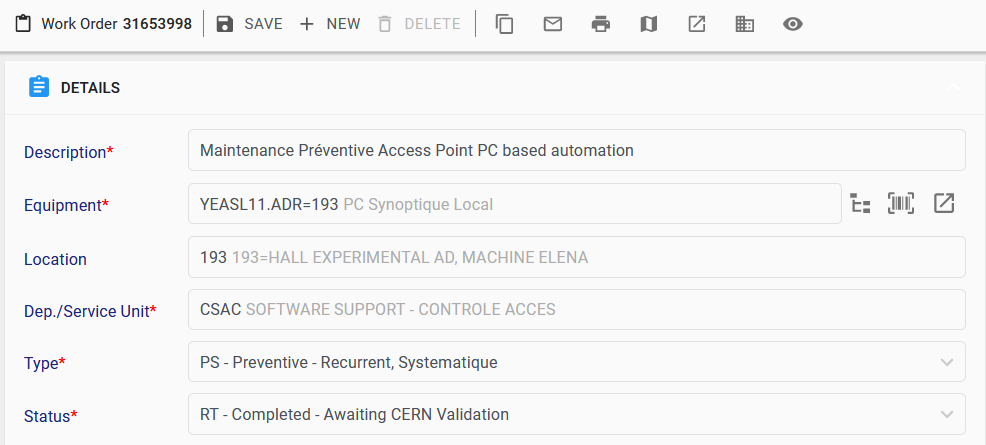 Work Order 31653998 SAVE NEW DELETE
DETAILS
Description* Maintenance Préventive Access Point PC based automation
Equipment* YEASL11.ADR=193 PC Synoptique Local
Location 193 193=HALL EXPERIMENTAL AD, MACHINE ELENA
Dep./Service Unit* CSAC SOFTWARE SUPPORT - CONTROLE ACCES
Type* PS - Preventive - Recurrent, Systematique
Status* RT - Completed - Awaiting CERN Validation